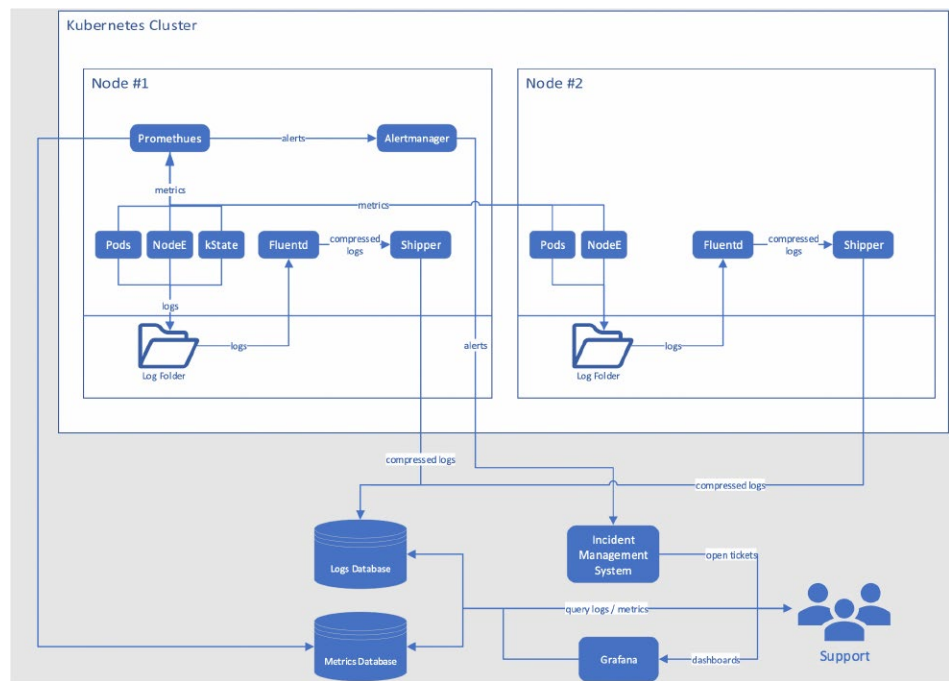 Kubernetes Cluster
Node #1
Node #2
Promethues
alerts
Alertmanager
metrics
metrics
Pods
NodeE
kState
Fluentd
compressed
logs
Shipper
Pods
NodeE
Fluentd
compressed
logs
Shipper
logs
logs
Log Folder
alerts
logs
Log Folder
compressed logs
compressed logs
Logs Database
Incident
Management
System
open tickets
query logs / metrics
Metrics Database
Grafana
dashboards
Support